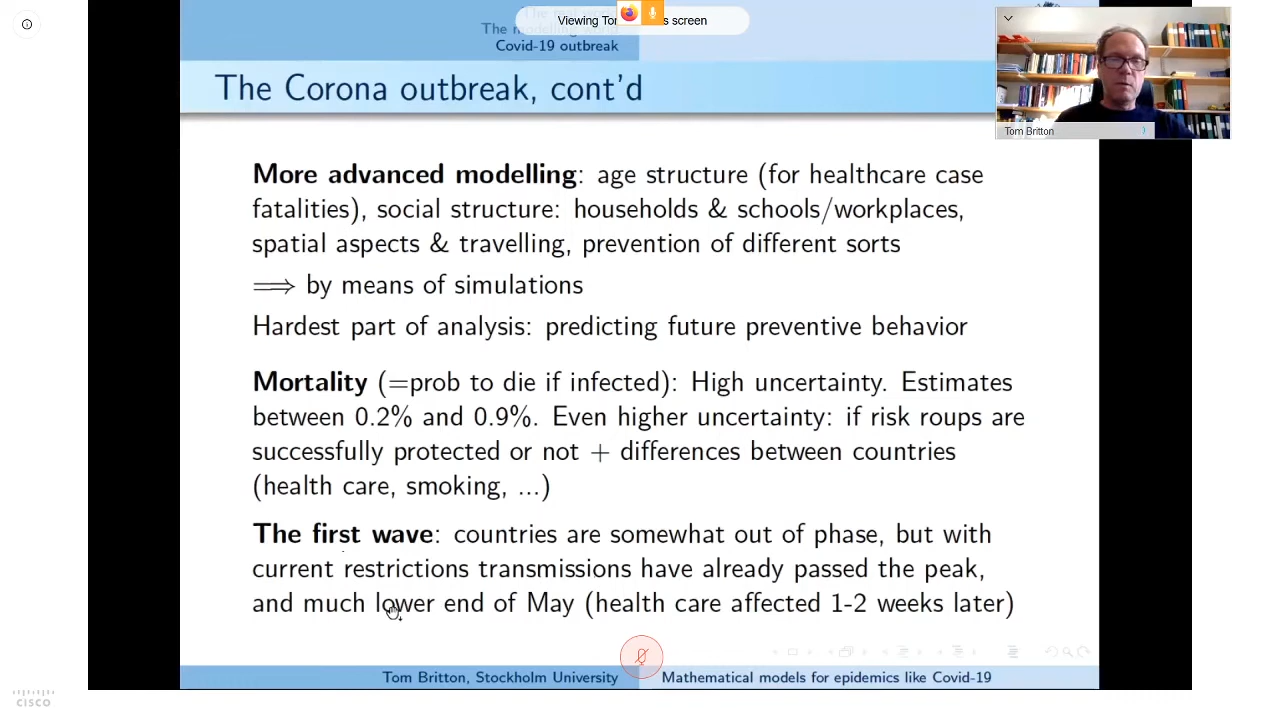 The modelling world
Covid-19 outbreak
Viewing Tor
s screen
The Corona outbreak, cont'd
Tom Britton
More advanced modelling: age structure (for healthcare case
fatalities), social structure: households & schools/workplaces,
spatial aspects & travelling, prevention of different sorts
⟹ by means of simulations
Hardest part of analysis: predicting future preventive behavior
Mortality (=prob to die if infected): High uncertainty. Estimates
between 0.2% and 0.9%. Even higher uncertainty: if risk roups are
successfully protected or not + differences between countries
(health care, smoking, ...)
The first wave: countries are somewhat out of phase, but with
current restrictions transmissions have already passed the peak,
and much lower end of May (health care affected 1-2 weeks later)
Tom Britton, Stockholm University
Mathematical models for epidemics like Covid-19
CISCO